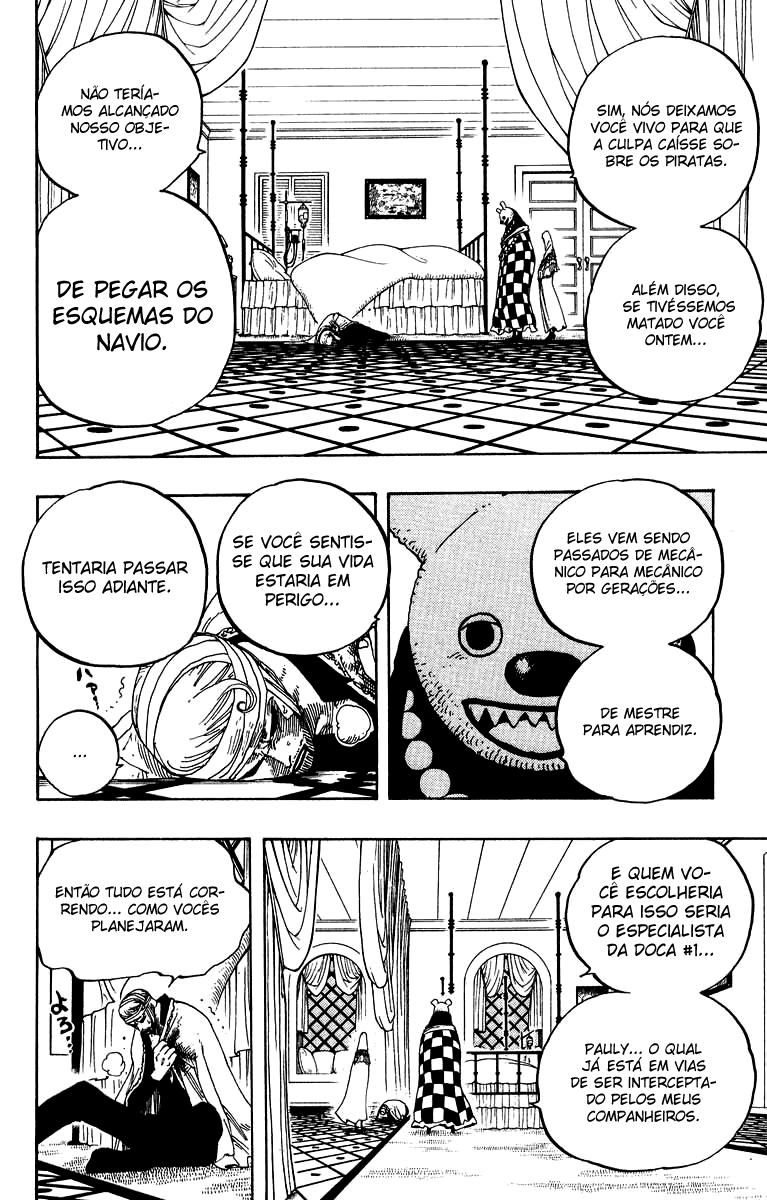 SIM, NÓS DEIXAMOS
VOCÊ VIVO PARA QUE
A CULPA CAÍSSE SO-
BRE OS PIRATAS.
ALÉM DISSO,
SE TIVÉSSEMOS
MATADO VOCÊ
ONTEM...
NÃO TERÍA-
MOS ALCANÇADO
NOSSO OBJE-
TIVO...
DE PEGAR OS
ESQUEMAS DO
NAVIO.
ELES VEM SENDO
PASSADOS DE MECÂ-
NICO PARA MECÂNICO
POR GERAÇÕES...
DE MESTRE
PARA APRENDIZ.
SE VOCÊ SENTIS-
SE QUE SUA VIDA
ESTARIA EM
PERIGO...
TENTARIA PASSAR
ISSO ADIANTE.
...
E QUEM VO-
CÊ ESCOLHERIA
PARA ISSO SERIA
O ESPECIALISTA
DA DOCA #1...
PAULY... O QUAL
JÁ ESTÁ EM VIAS
DE SER INTERCEPTA-
DO PELOS MEUS
COMPANHEIROS.
ENTÃO TUDO ESTÁ COR-
RENDO... COMO VOCÊS
PLANEJARAM.